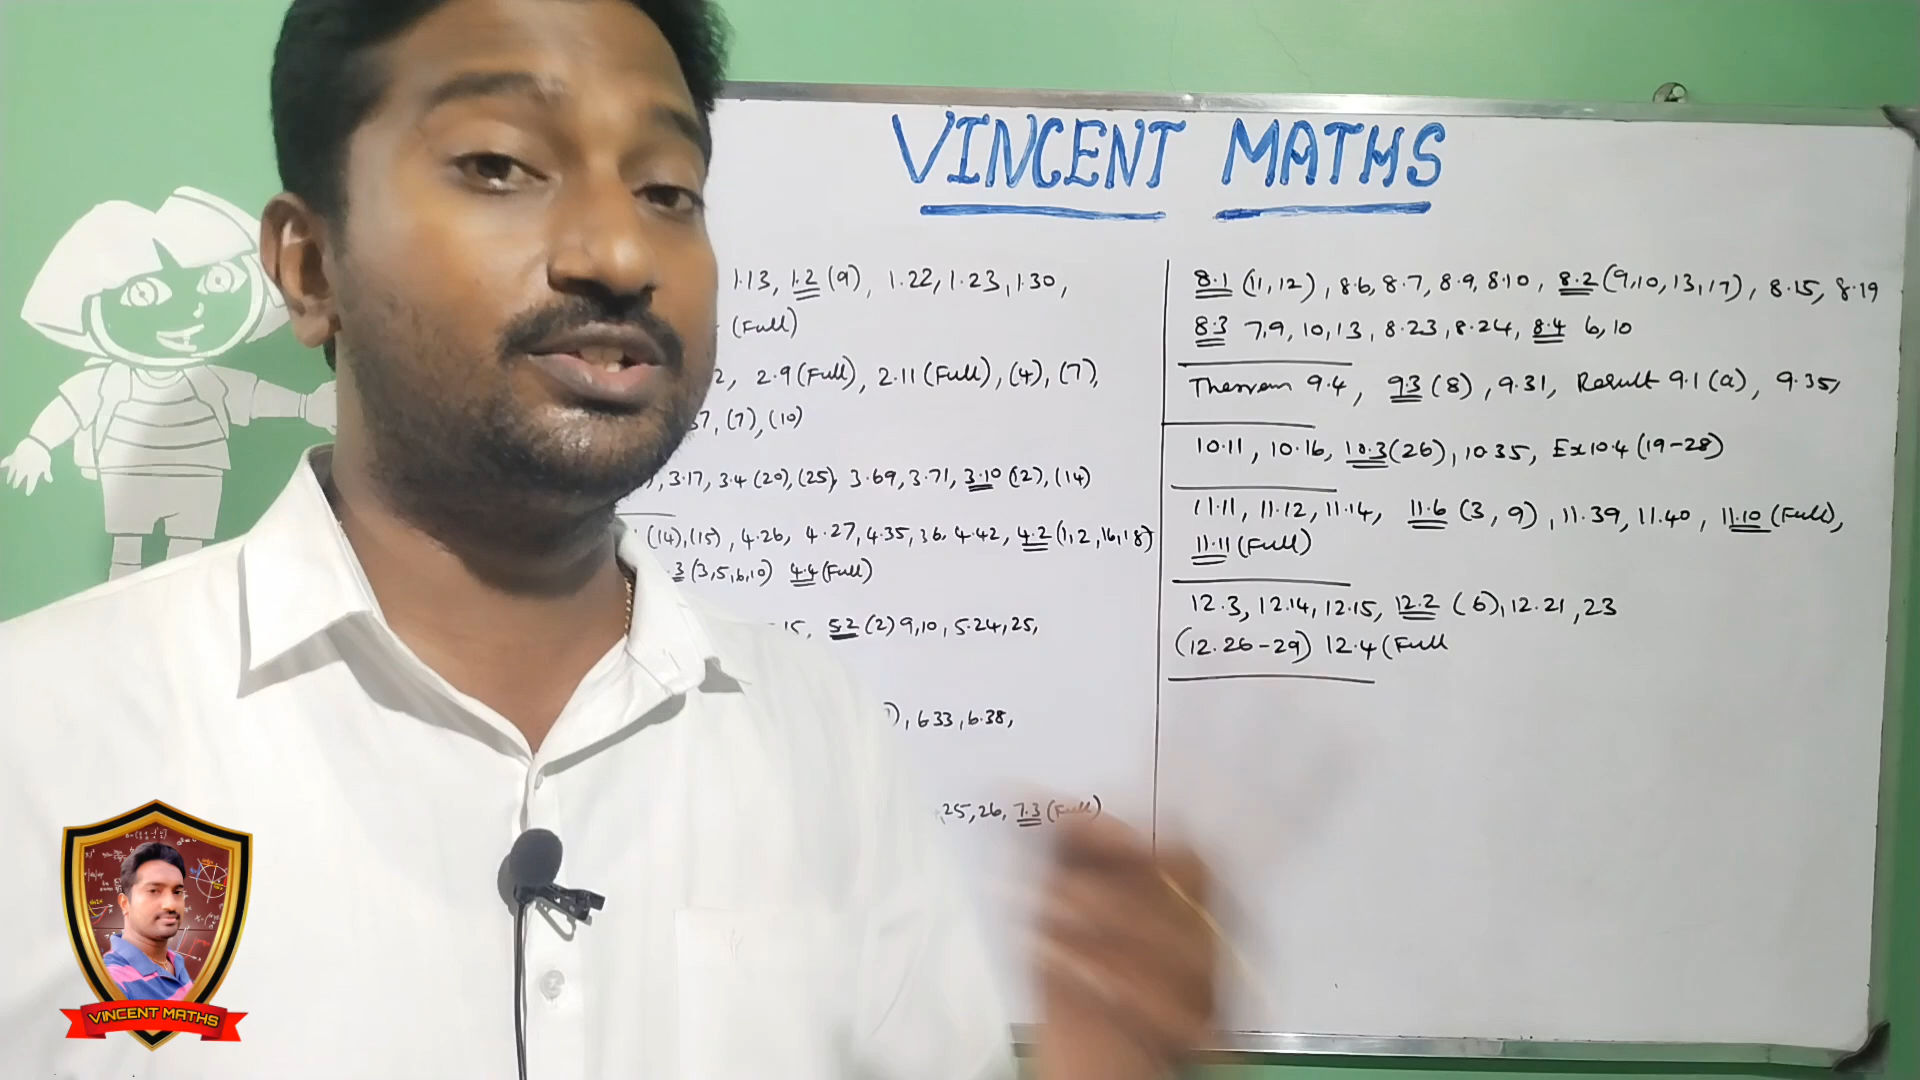 VINCENT MATHS
1.13, 1.2 (9), 1.22, 1.23, 1.30,
(Full)
2, 2.9 (Full), 2.11 (Full), (4), (7),
37, (7), (10)
), 3.17, 3.4 (20), (25), 3.69, 3.71, 3.10 (12), (14)
(14), (15), 4.26, 4.27, 4.35, 36, 4.42, 4.2 (1, 2, 16, 18)
3 (3, 5, 6, 10) 4.4 (Full)
15, 5.2 (2) 9, 10, 5.24, 25,
), 6 33, 6.38,
25, 26, 7.3 (Full)
8.1 (11, 12), 8.6, 8.7, 8.9, 8.10, 8.2 (9, 10, 13, 17), 8.15, 8.19
8.3 7, 9, 10, 13, 8.23, 8.24, 8.4 6, 10
Theorem 9.4, 9.3 (8), 9.31, Result 9.1 (a), 9.35,
10.11, 10.16, 10.3 (26), 10 35, Ex 10.4 (19-28)
11.11, 11.12, 11.14, 11.6 (3, 9), 11.39, 11.40, 11.10 (Full),
11.11 (Full)
12.3, 12.14, 12.15, 12.2 (6), 12.21, 23
(12.26-29) 12.4 (Full
VINCENT MATHS